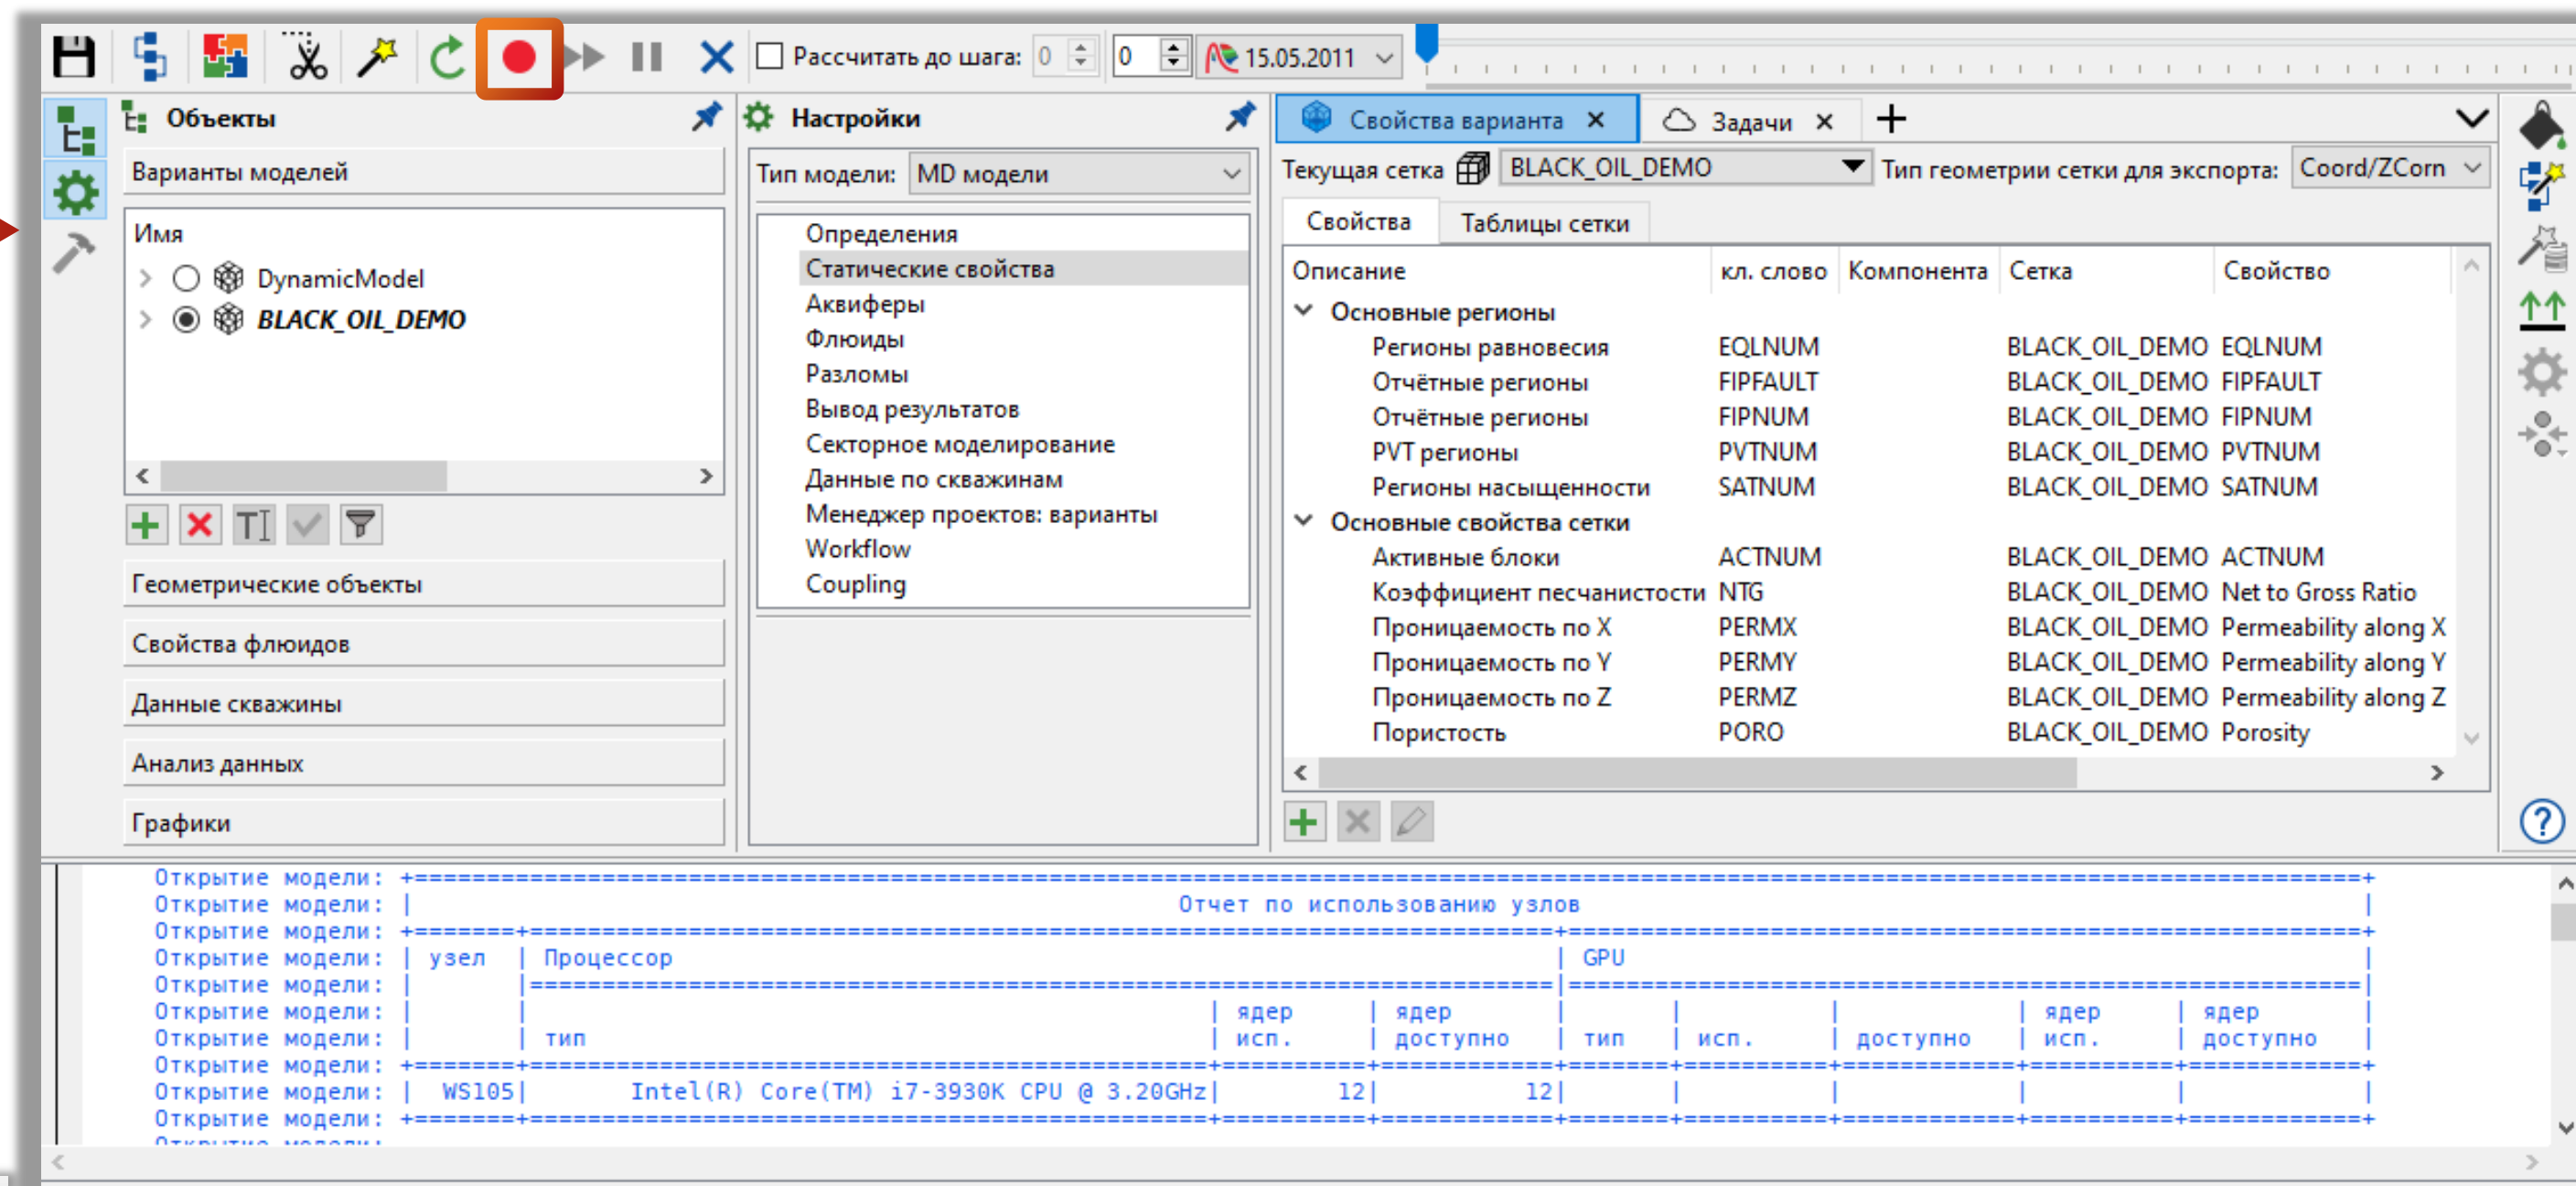 Рассчитать до шага: 0 0 15.05.2011
Объекты
Варианты моделей
Имя
DynamicModel
BLACK_OIL_DEMO
Геометрические объекты
Свойства флюидов
Данные скважины
Анализ данных
Графики
Настройки
Тип модели: MD модели
Определения
Статические свойства
Аквиферы
Флюиды
Разломы
Вывод результатов
Секторное моделирование
Данные по скважинам
Менеджер проектов: варианты
Workflow
Coupling
Свойства варианта Задачи
Текущая сетка BLACK_OIL_DEMO Тип геометрии сетки для экспорта: Coord/ZCorn
Свойства Таблицы сетки
Описание кл. слово Компонента Сетка Свойство
Основные регионы
Регионы равновесия EQLNUM BLACK_OIL_DEMO EQLNUM
Отчётные регионы FIPFAULT BLACK_OIL_DEMO FIPFAULT
Отчётные регионы FIPNUM BLACK_OIL_DEMO FIPNUM
PVT регионы PVTNUM BLACK_OIL_DEMO PVTNUM
Регионы насыщенности SATNUM BLACK_OIL_DEMO SATNUM
Основные свойства сетки
Активные блоки ACTNUM BLACK_OIL_DEMO ACTNUM
Коэффициент песчанистости NTG BLACK_OIL_DEMO Net to Gross Ratio
Проницаемость по X PERMX BLACK_OIL_DEMO Permeability along X
Проницаемость по Y PERMY BLACK_OIL_DEMO Permeability along Y
Проницаемость по Z PERMZ BLACK_OIL_DEMO Permeability along Z
Пористость PORO BLACK_OIL_DEMO Porosity
Открытие модели:
Открытие модели: Отчет по использованию узлов
Открытие модели:
Открытие модели: | узел | Процессор | GPU |
Открытие модели:
Открытие модели: | | | ядер | ядер | | | | ядер | ядер |
Открытие модели: | | тип | исп. | доступно | тип | исп. | доступно | исп. | доступно |
Открытие модели:
Открытие модели: | WS105| Intel(R) Core(TM) i7-3930K CPU @ 3.20GHz| 12| 12| | | | | |
Открытие модели:
Открытие модели: